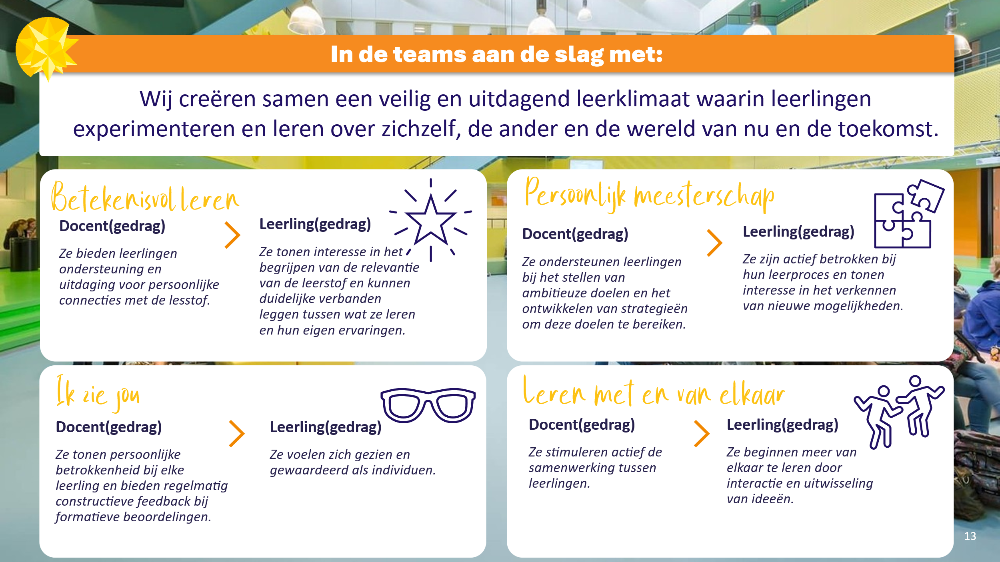 In de teams aan de slag met:
Wij creëren samen een veilig en uitdagend leerklimaat waarin leerlingen
experimenteren en leren over zichzelf, de ander en de wereld van nu en de toekomst.
Betekenisvol leren
Docent(gedrag)
Ze bieden leerlingen
ondersteuning en
uitdaging voor persoonlijke
connecties met de lesstof.
Leerling(gedrag)
Ze tonen interesse in het
begrijpen van de relevantie
van de leerstof en kunnen
duidelijke verbanden
leggen tussen wat ze leren
en hun eigen ervaringen.
Persoonlijk meesterschap
Docent(gedrag)
Ze ondersteunen leerlingen
bij het stellen van
ambitieuze doelen en het
ontwikkelen van strategieën
om deze doelen te bereiken.
Leerling(gedrag)
Ze zijn actief betrokken bij
hun leerproces en tonen
interesse in het verkennen
van nieuwe mogelijkheden.
Ik zie jou
Docent(gedrag)
Ze tonen persoonlijke
betrokkenheid bij elke
leerling en bieden regelmatig
constructieve feedback bij
formatieve beoordelingen.
Leerling(gedrag)
Ze voelen zich gezien en
gewaardeerd als individuen.
Leren met en van elkaar
Docent(gedrag)
Ze stimuleren actief de
samenwerking tussen
leerlingen.
Leerling(gedrag)
Ze beginnen meer van
elkaar te leren door
interactie en uitwisseling
van ideeën.
13